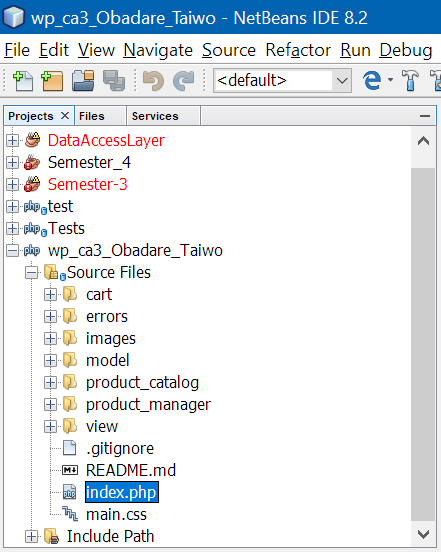 wp_ca3_Obadare_Taiwo - NetBeans IDE 8.2
File Edit View Navigate Source Refactor Run Debug
<default>
Projects Files Services
DataAccessLayer
Semester_4
Semester-3
php test
php Tests
php wp_ca3_Obadare_Taiwo
Source Files
cart
errors
images
model
product_catalog
product_manager
view
.gitignore
README.md
index.php
main.css
Include Path